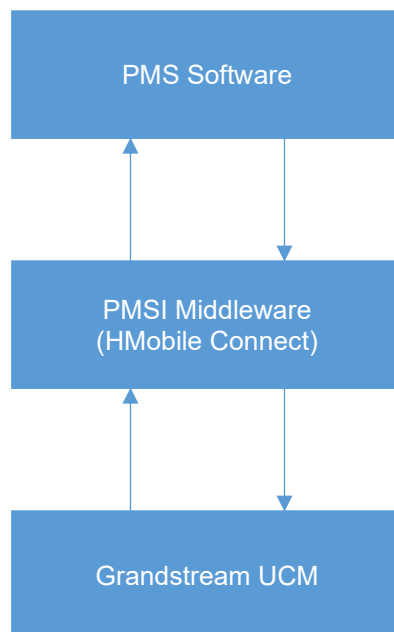 PMS Software
PMSI Middleware
(HMobile Connect)
Grandstream UCM